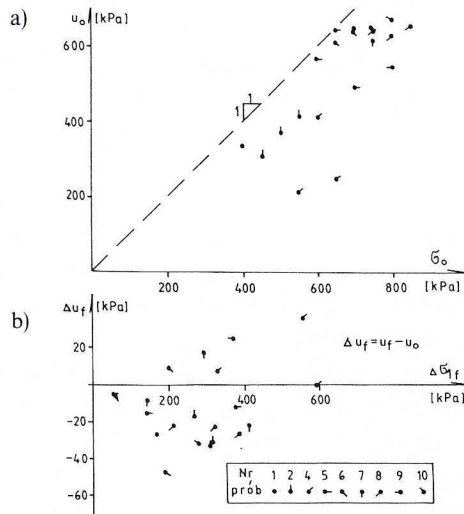 a)
u₀ [kPa]
600
400
200
1
1
200 400 600 800
σ₀
[kPa]
b)
Δu_f [kPa]
20
0
-20
-40
-60
200 400 600
Δu_f = u_f - u₀
Δσ_1f
[kPa]
Nr 1 2 4 5 6 7 8 9 10
prób